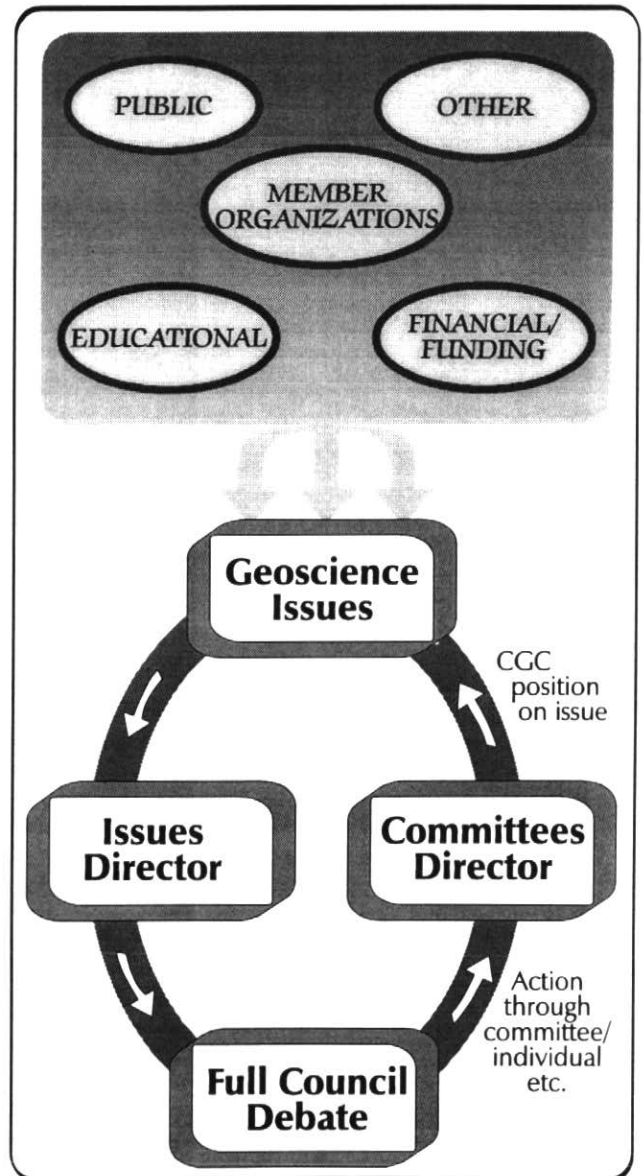 PUBLIC
OTHER
MEMBER
ORGANIZATIONS
EDUCATIONAL
FINANCIAL/
FUNDING
Geoscience
Issues
CGC
position
on issue
Issues
Director
Committees
Director
Action
through
committee/
individual
etc.
Full Council
Debate